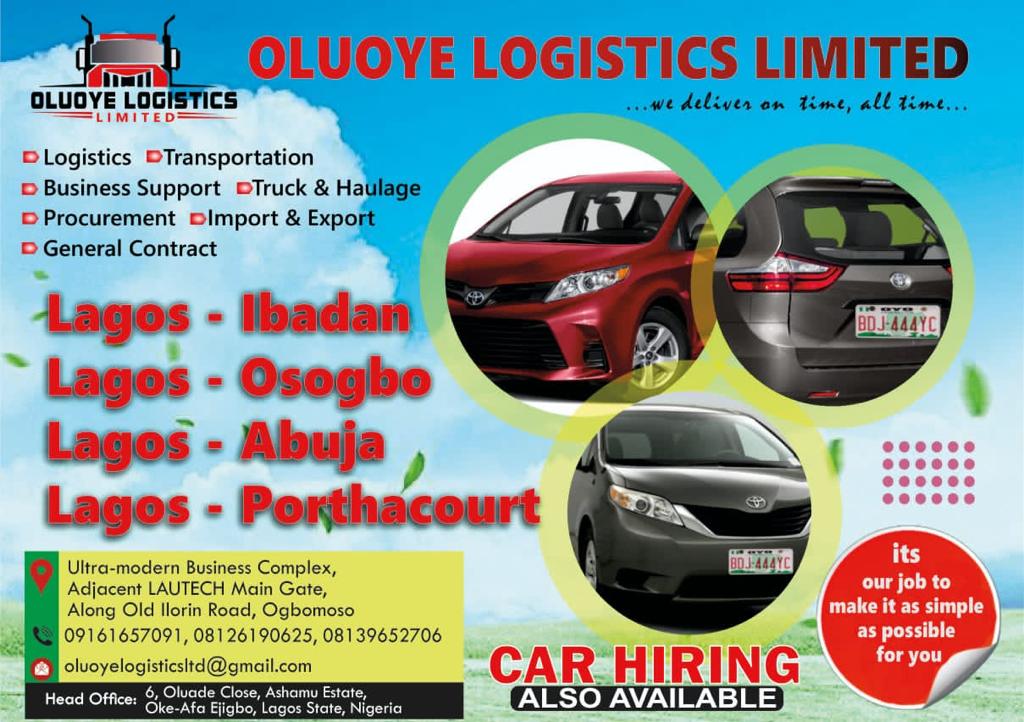 OLUOYE LOGISTICS
LIMITED
OLUOYE LOGISTICS LIMITED
...we deliver on time, all time...
Logistics Transportation
Business Support Truck & Haulage
Procurement Import & Export
General Contract
Lagos - Ibadan
Lagos - Osogbo
Lagos - Abuja
Lagos - Porthacourt
OYO
BDJ-444YC
OYO
BDJ-444YC
Ultra-modern Business Complex,
Adjacent LAUTECH Main Gate,
Along Old Ilorin Road, Ogbomoso
09161657091, 08126190625, 08139652706
oluoyelogisticsltd@gmail.com
Head Office: 6, Oluade Close, Ashamu Estate,
Oke-Afa Ejigbo, Lagos State, Nigeria
CAR HIRING
ALSO AVAILABLE
its
our job to
make it as simple
as possible
for you